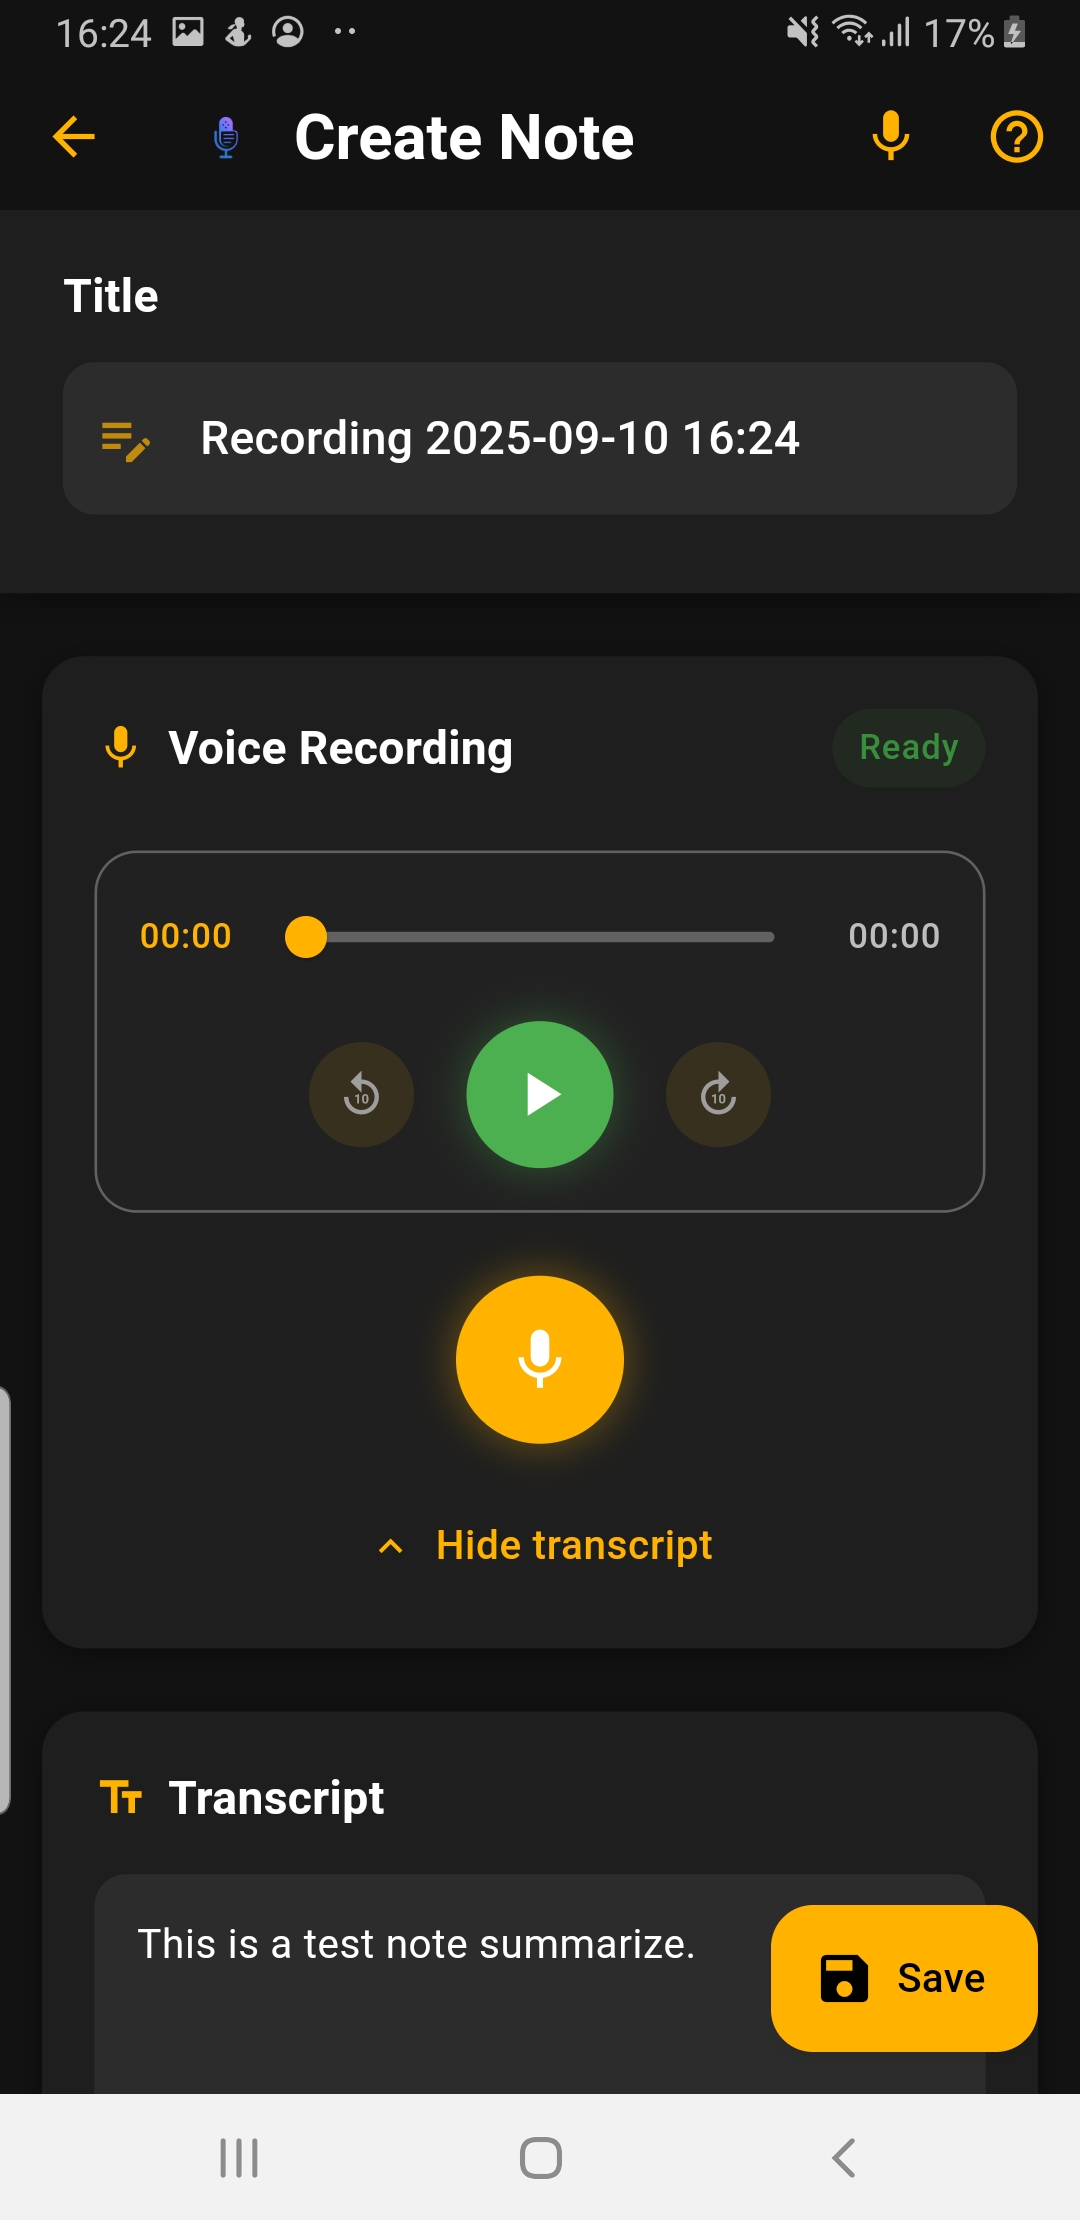 16:24
17%
Create Note
Title
Recording 2025-09-10 16:24
Voice Recording
Ready
00:00
00:00
10
10
Hide transcript
Transcript
This is a test note summarize.
Save